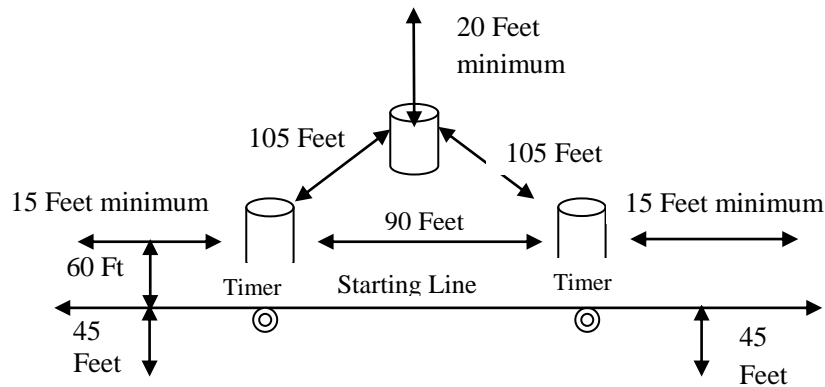 20 Feet
minimum
105 Feet
105 Feet
15 Feet minimum
15 Feet minimum
90 Feet
60 Ft
Timer
Starting Line
Timer
45
Feet
45
Feet